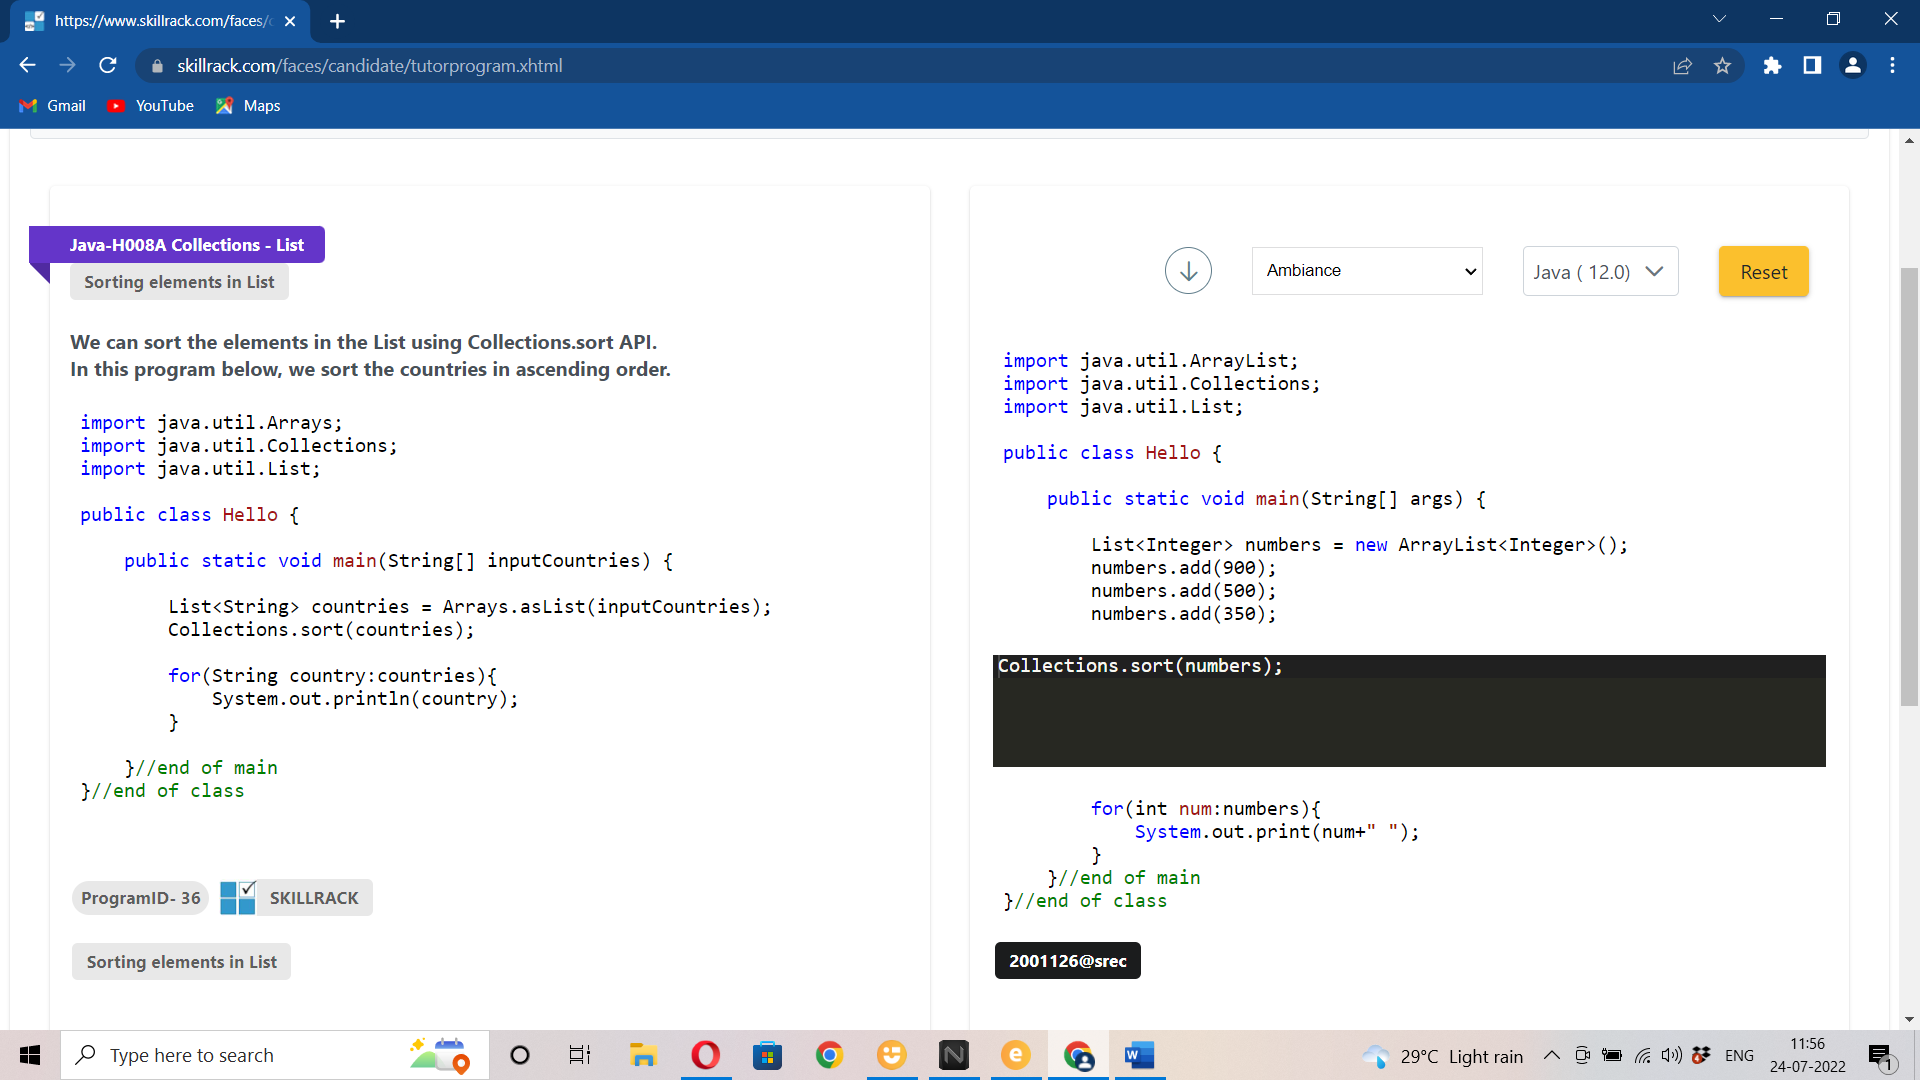 https://www.skillrack.com/faces/c
skillrack.com/faces/candidate/tutorprogram.xhtml
Gmail YouTube Maps
Java-H008A Collections - List
Sorting elements in List
We can sort the elements in the List using Collections.sort API.
In this program below, we sort the countries in ascending order.
import java.util.Arrays;
import java.util.Collections;
import java.util.List;
public class Hello {
public static void main(String[] inputCountries) {
List<String> countries = Arrays.asList(inputCountries);
Collections.sort(countries);
for(String country:countries){
System.out.println(country);
}
}//end of main
}//end of class
ProgramID- 36 SKILLRACK
Sorting elements in List
Ambiance Java ( 12.0) Reset
import java.util.ArrayList;
import java.util.Collections;
import java.util.List;
public class Hello {
public static void main(String[] args) {
List<Integer> numbers = new ArrayList<Integer>();
numbers.add(900);
numbers.add(500);
numbers.add(350);
Collections.sort(numbers);
for(int num:numbers){
System.out.print(num+" ");
}
}//end of main
}//end of class
2001126@srec
Type here to search
29°C Light rain ENG 11:56
24-07-2022
1